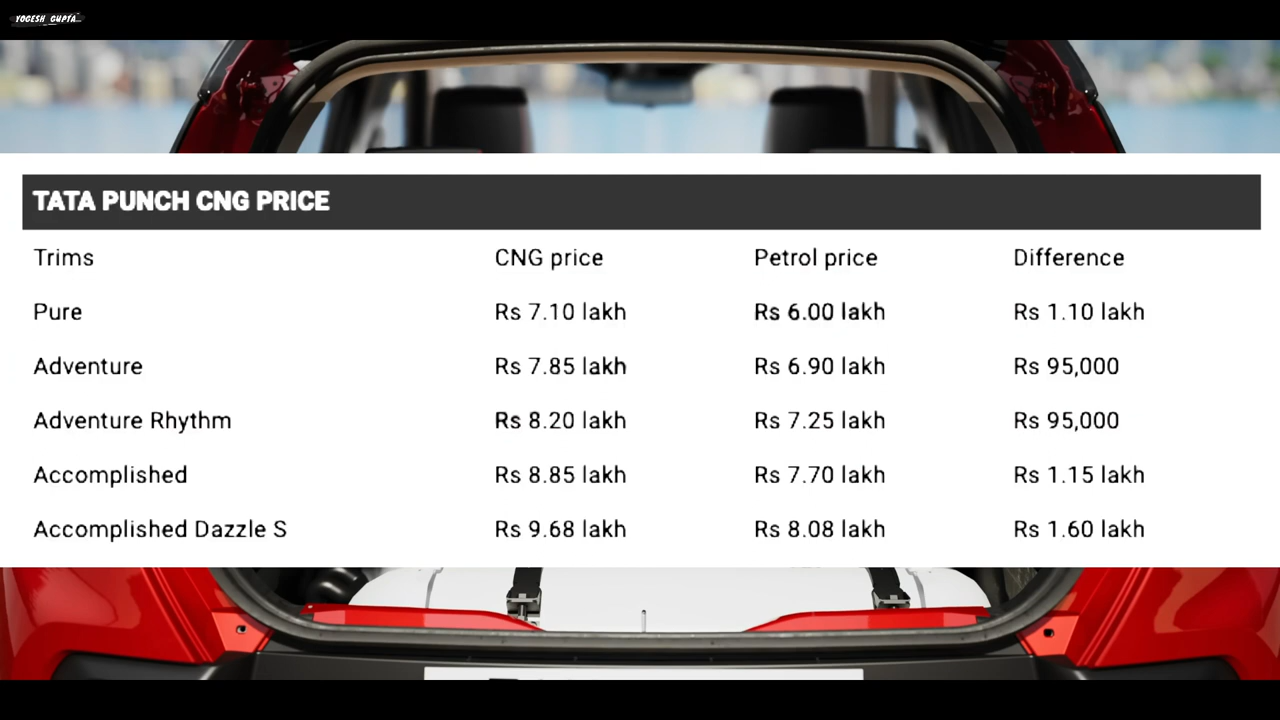 YOGESH GUPTA
TATA PUNCH CNG PRICE
Trims CNG price Petrol price Difference
Pure Rs 7.10 lakh Rs 6.00 lakh Rs 1.10 lakh
Adventure Rs 7.85 lakh Rs 6.90 lakh Rs 95,000
Adventure Rhythm Rs 8.20 lakh Rs 7.25 lakh Rs 95,000
Accomplished Rs 8.85 lakh Rs 7.70 lakh Rs 1.15 lakh
Accomplished Dazzle S Rs 9.68 lakh Rs 8.08 lakh Rs 1.60 lakh